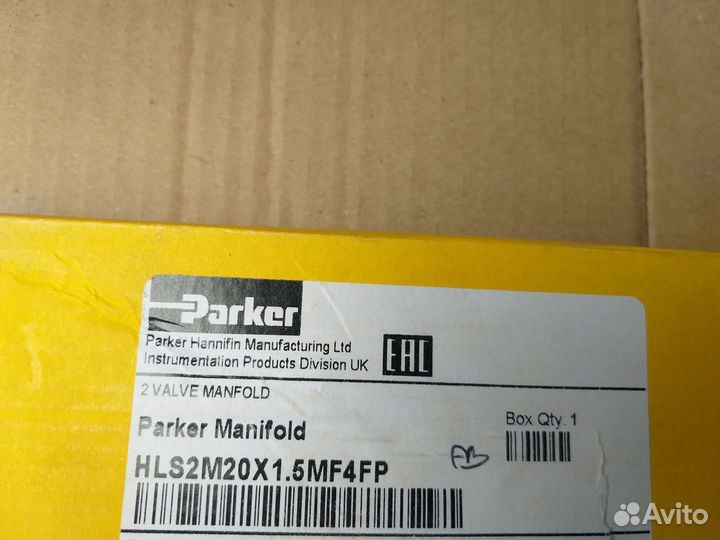 Parker
Parker Hannifin Manufacturing Ltd
Instrumentation Products Division UK
EAC
2 VALVE MANFOLD
Parker Manifold
Box Qty. 1
HLS2M20X1.5MF4FP
Avito